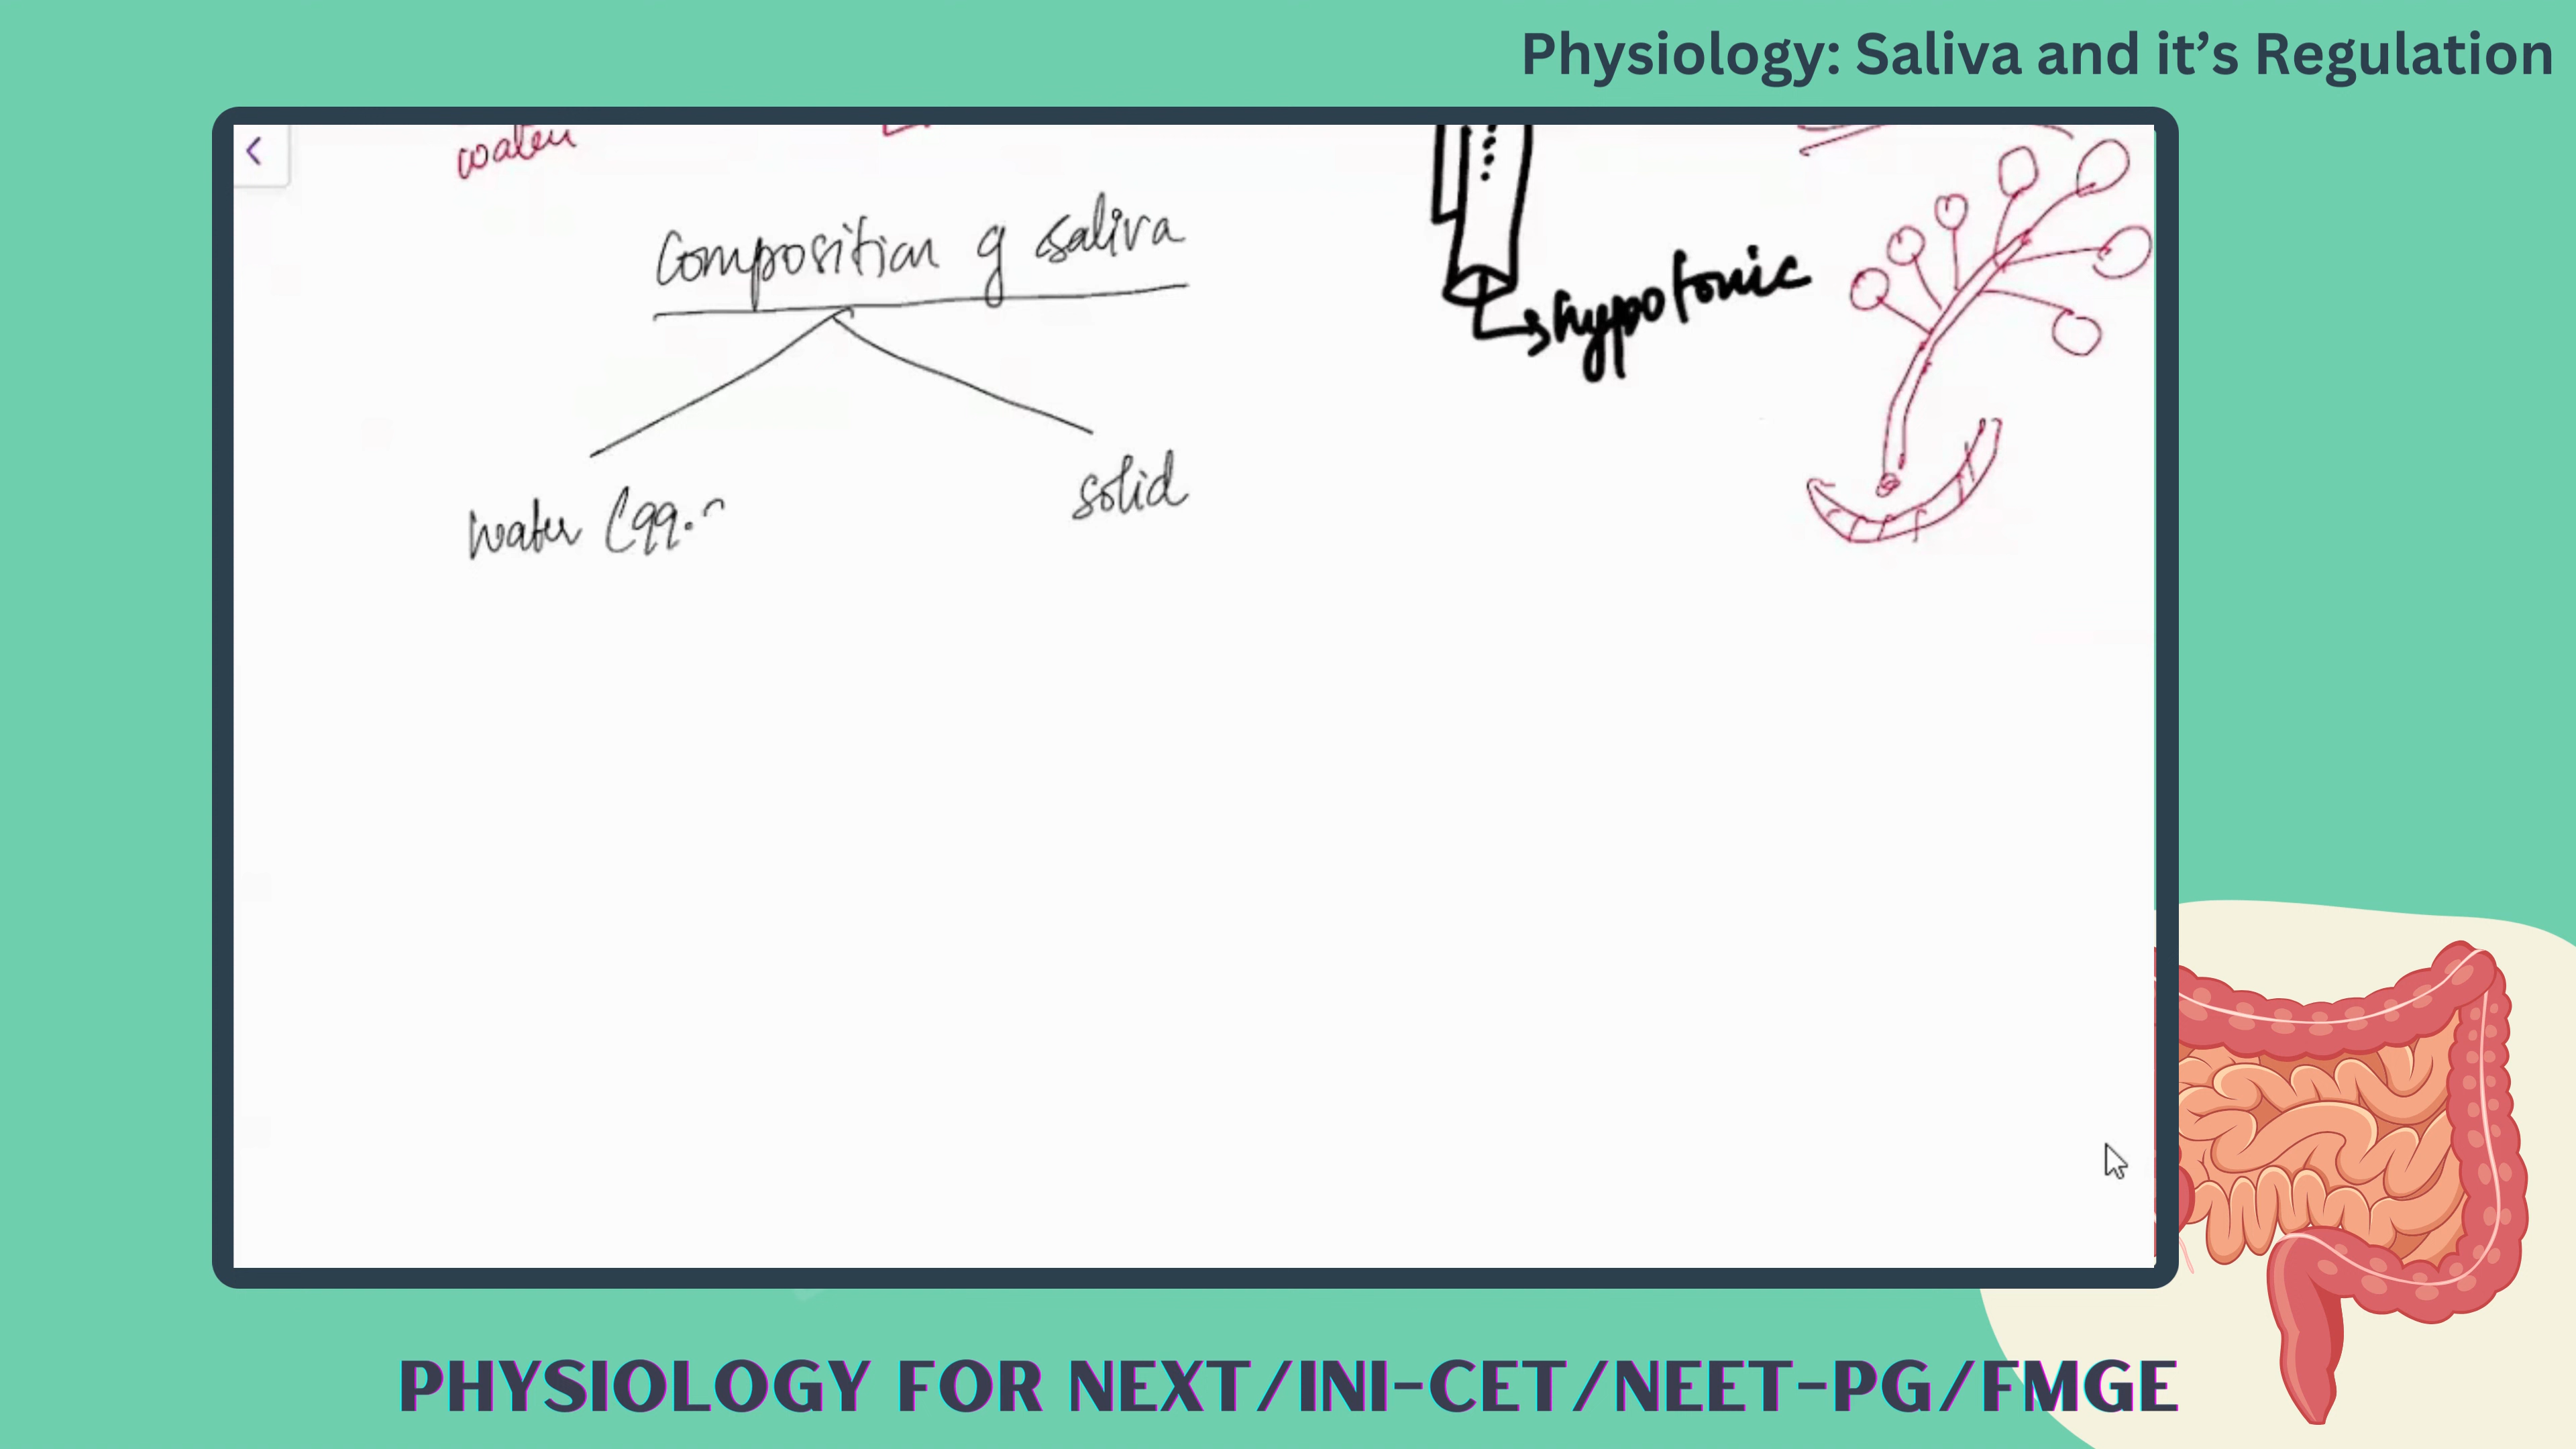 Physiology: Saliva and it's Regulation
water
Composition of saliva
hypotonic
solid
water (99.
PHYSIOLOGY FOR NEXT/INI-CET/NEET-PG/FMGE